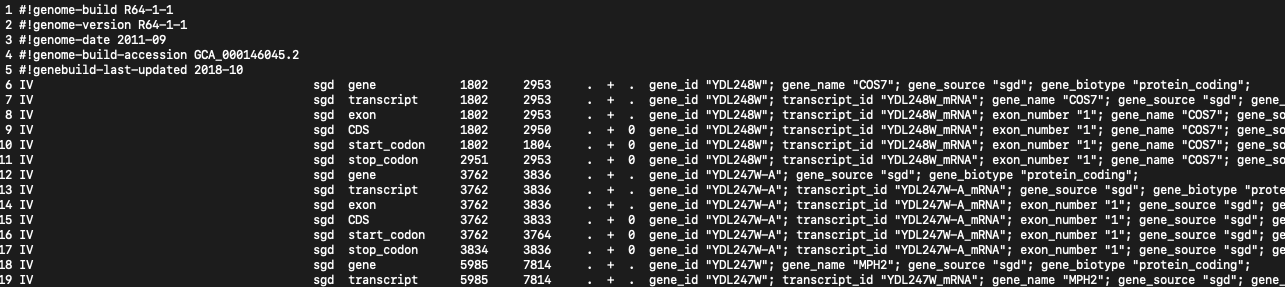 1 #!genome-build R64-1-1
2 #!genome-version R64-1-1
3 #!genome-date 2011-09
4 #!genome-build-accession GCA_000146045.2
5 #!genebuild-last-updated 2018-10
6 IV sgd gene 1802 2953 . + . gene_id "YDL248W"; gene_name "COS7"; gene_source "sgd"; gene_biotype "protein_coding";
7 IV sgd transcript 1802 2953 . + . gene_id "YDL248W"; transcript_id "YDL248W_mRNA"; gene_name "COS7"; gene_source "sgd"; gene_
8 IV sgd exon 1802 2953 . + . gene_id "YDL248W"; transcript_id "YDL248W_mRNA"; exon_number "1"; gene_name "COS7"; gene_so
9 IV sgd CDS 1802 2950 . + 0 gene_id "YDL248W"; transcript_id "YDL248W_mRNA"; exon_number "1"; gene_name "COS7"; gene_sou
10 IV sgd start_codon 1802 1804 . + 0 gene_id "YDL248W"; transcript_id "YDL248W_mRNA"; exon_number "1"; gene_name "COS7"; gene_so
11 IV sgd stop_codon 2951 2953 . + 0 gene_id "YDL248W"; transcript_id "YDL248W_mRNA"; exon_number "1"; gene_name "COS7"; gene_so
12 IV sgd gene 3762 3836 . + . gene_id "YDL247W-A"; gene_source "sgd"; gene_biotype "protein_coding";
13 IV sgd transcript 3762 3836 . + . gene_id "YDL247W-A"; transcript_id "YDL247W-A_mRNA"; gene_source "sgd"; gene_biotype "prote
14 IV sgd exon 3762 3836 . + . gene_id "YDL247W-A"; transcript_id "YDL247W-A_mRNA"; exon_number "1"; gene_source "sgd"; ge
15 IV sgd CDS 3762 3833 . + 0 gene_id "YDL247W-A"; transcript_id "YDL247W-A_mRNA"; exon_number "1"; gene_source "sgd"; gen
16 IV sgd start_codon 3762 3764 . + 0 gene_id "YDL247W-A"; transcript_id "YDL247W-A_mRNA"; exon_number "1"; gene_source "sgd"; ge
17 IV sgd stop_codon 3834 3836 . + 0 gene_id "YDL247W-A"; transcript_id "YDL247W-A_mRNA"; exon_number "1"; gene_source "sgd"; ge
18 IV sgd gene 5985 7814 . + . gene_id "YDL247W"; gene_name "MPH2"; gene_source "sgd"; gene_biotype "protein_coding";
19 IV sgd transcript 5985 7814 . + . gene_id "YDL247W"; transcript_id "YDL247W_mRNA"; gene_name "MPH2"; gene_source "sgd"; gene_